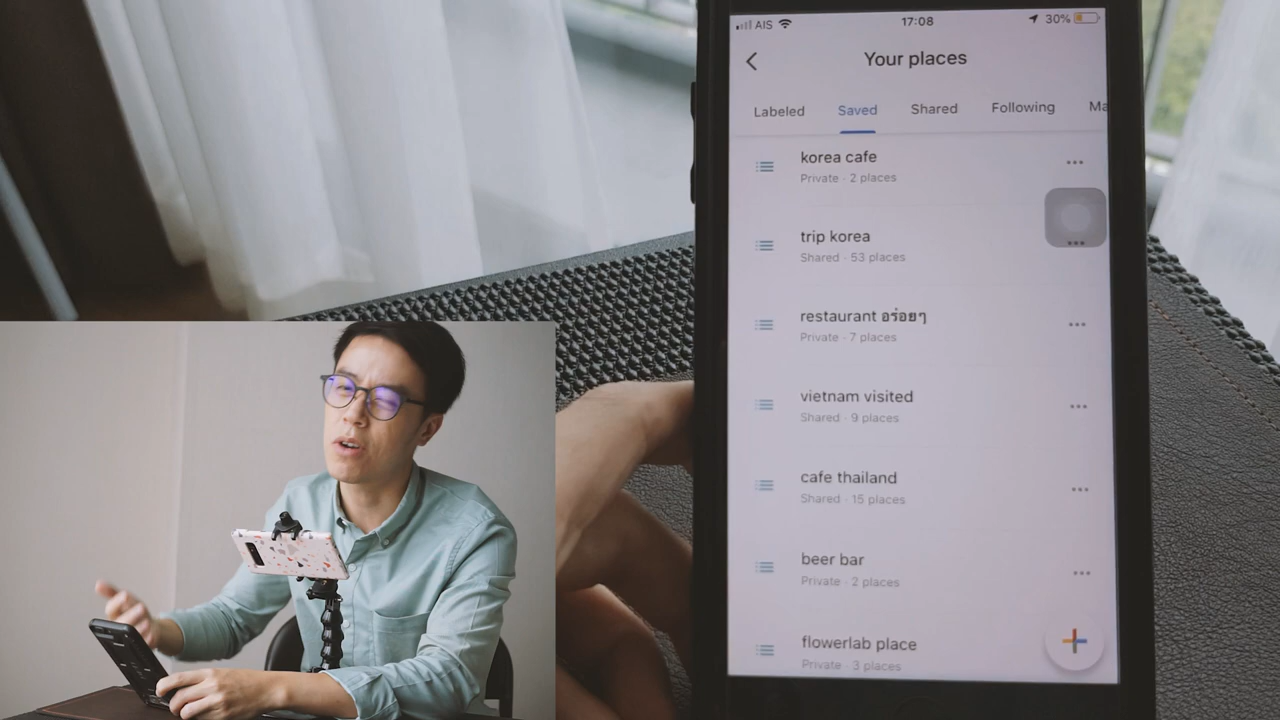 AIS 17:08 30%
Your places
Labeled Saved Shared Following Ma
korea cafe
Private · 2 places
trip korea
Shared · 53 places
restaurant อร่อยๆ
Private · 7 places
vietnam visited
Shared · 9 places
cafe thailand
Shared · 15 places
beer bar
Private · 2 places
flowerlab place
Private · 3 places